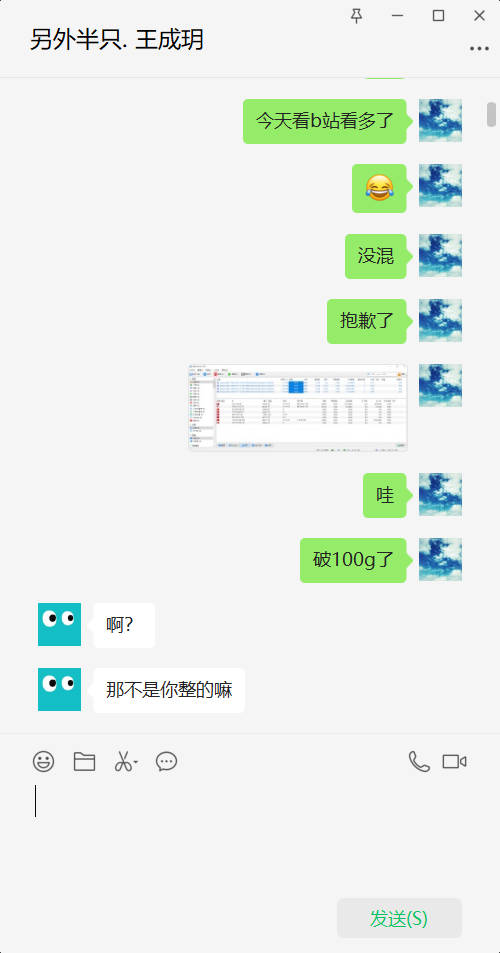 另外半只. 王成玥
今天看b站看多了
没混
抱歉了
哇
破100g了
啊？
那不是你整的嘛
发送(S)